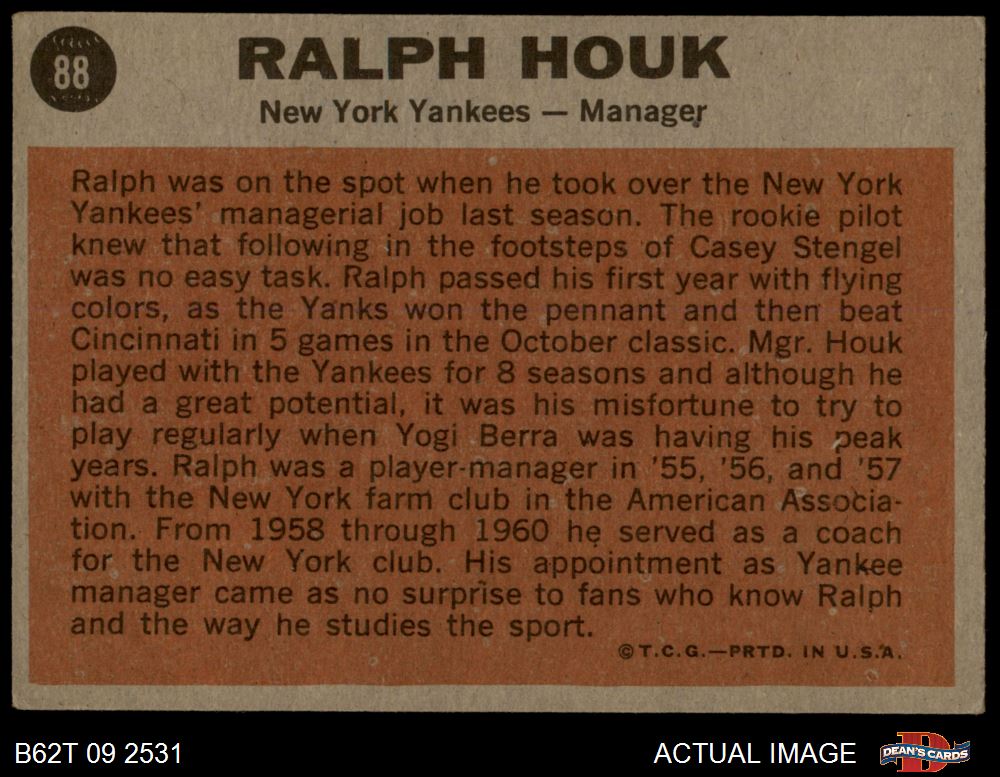 88
RALPH HOUK
New York Yankees — Manager
Ralph was on the spot when he took over the New York
Yankees' managerial job last season. The rookie pilot
knew that following in the footsteps of Casey Stengel
was no easy task. Ralph passed his first year with flying
colors, as the Yanks won the pennant and then beat
Cincinnati in 5 games in the October classic. Mgr. Houk
played with the Yankees for 8 seasons and although he
had a great potential, it was his misfortune to try to
play regularly when Yogi Berra was having his peak
years. Ralph was a player-manager in '55, '56, and '57
with the New York farm club in the American Associa-
tion. From 1958 through 1960 he served as a coach
for the New York club. His appointment as Yankee
manager came as no surprise to fans who know Ralph
and the way he studies the sport.
©T.C.G.—PRTD. IN U.S.A.
B62T 09 2531
ACTUAL IMAGE
DEAN'S CARDS